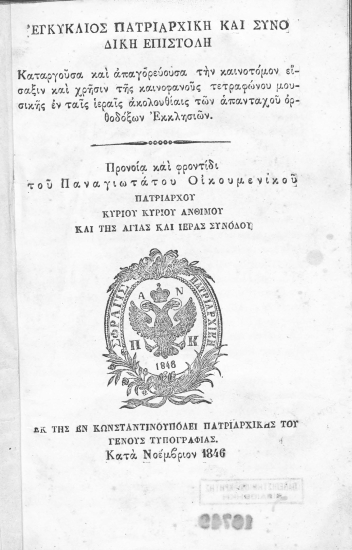 ἘΓΚΥΚΛΙΟΣ ΠΑΤΡΙΑΡΧΙΚΗ ΚΑΙ ΣΥΝΟ
ΔΙΚΗ ΕΠΙΣΤΟΛΗ
Καταργοῦσα καὶ ἀπαγορεύουσα τὴν καινοτόμον εἴ-
σαξιν καὶ χρῆσιν τῆς καινοφανοῦς τετραφώνου μου-
σικῆς ἐν ταῖς ἱεραῖς ἀκολουθίαις τῶν ἁπανταχοῦ ὀρ-
θοδόξων Ἐκκλησιῶν.
Προνοίᾳ καὶ φροντίδι
τοῦ Παναγιωτάτου Οἰκουμενικοῦ
ΠΑΤΡΙΑΡΧΟΥ
ΚΥΡΙΟΥ ΚΥΡΙΟΥ ΑΝΘΙΜΟΥ
ΚΑΙ ΤΗΣ ΑΓΙΑΣ ΚΑΙ ΙΕΡΑΣ ΣΥΝΟΔΟΥ
ΣΦΡΑΓΙΣ ΠΑΤΡΙΑΡΧΙΚΗ
Α Ν
Π Κ
1846
ΕΚ ΤΗΣ ΕΝ ΚΩΝΣΤΑΝΤΙΝΟΥΠΟΛΕΙ ΠΑΤΡΙΑΡΧΙΚΗΣ ΤΟΥ
ΓΕΝΟΥΣ ΤΥΠΟΓΡΑΦΙΑΣ.
Κατὰ Νοέμβριον 1846